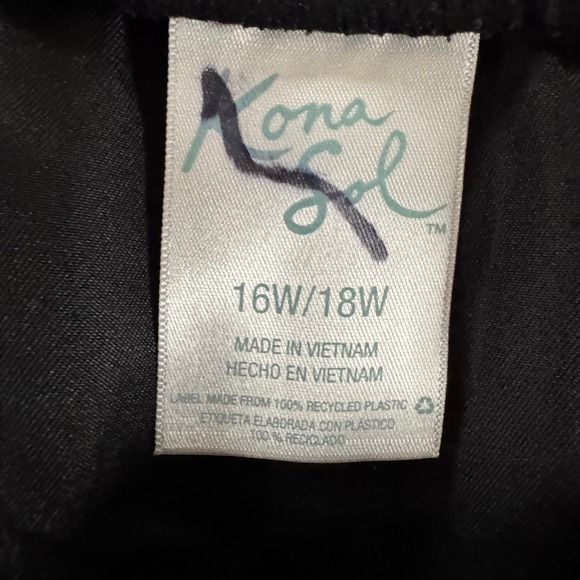 Kona
Sol
™
16W/18W
MADE IN VIETNAM
HECHO EN VIETNAM
LABEL MADE FROM 100% RECYCLED PLASTIC
ETIQUETA ELABORADA CON PLÁSTICO
100 % RECICLADO